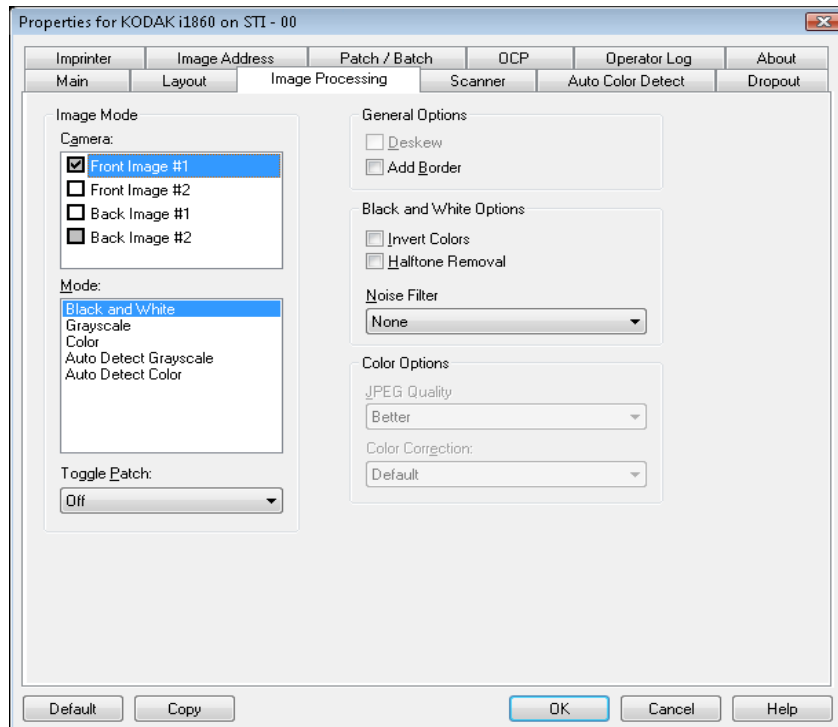 Properties for KODAK i1860 on STI - 00
Imprinter Image Address Patch / Batch OCP Operator Log About
Main Layout Image Processing Scanner Auto Color Detect Dropout
Image Mode
Camera:
Front Image #1
Front Image #2
Back Image #1
Back Image #2
Mode:
Black and White
Grayscale
Color
Auto Detect Grayscale
Auto Detect Color
Toggle Patch:
Off
General Options
Deskew
Add Border
Black and White Options
Invert Colors
Halftone Removal
Noise Filter
None
Color Options
JPEG Quality
Better
Color Correction:
Default
Default Copy OK Cancel Help